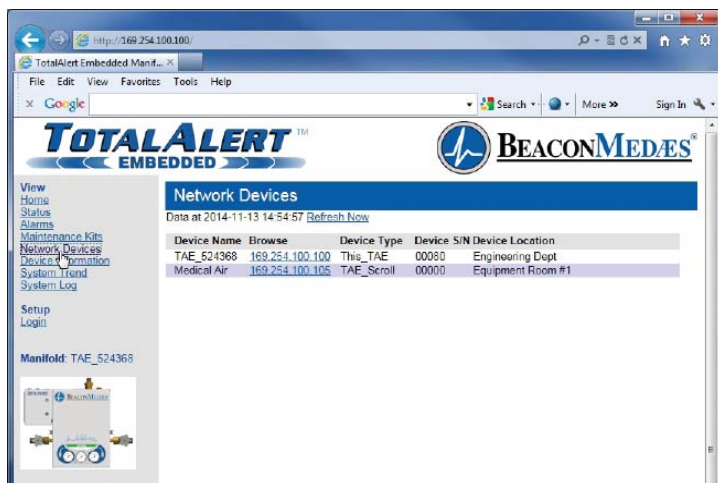 http://169.254.100.100/
TotalAlert Embedded Manif...
File Edit View Favorites Tools Help
x Google
Search
More »
Sign In
TOTALALERT™
EMBEDDED
BEACONMEDÆS®
View
Home
Status
Alarms
Maintenance Kits
Network Devices
Device Information
System Trend
System Log
Setup
Login
Manifold: TAE_524368
Network Devices
Data at 2014-11-13 14:54:57 Refresh Now
Device Name Browse Device Type Device S/N Device Location
TAE_524368 169.254.100.100 This_TAE 00080 Engineering Dept
Medical Air 169.254.100.105 TAE_Scroll 00000 Equipment Room #1
BEACONMEDÆS